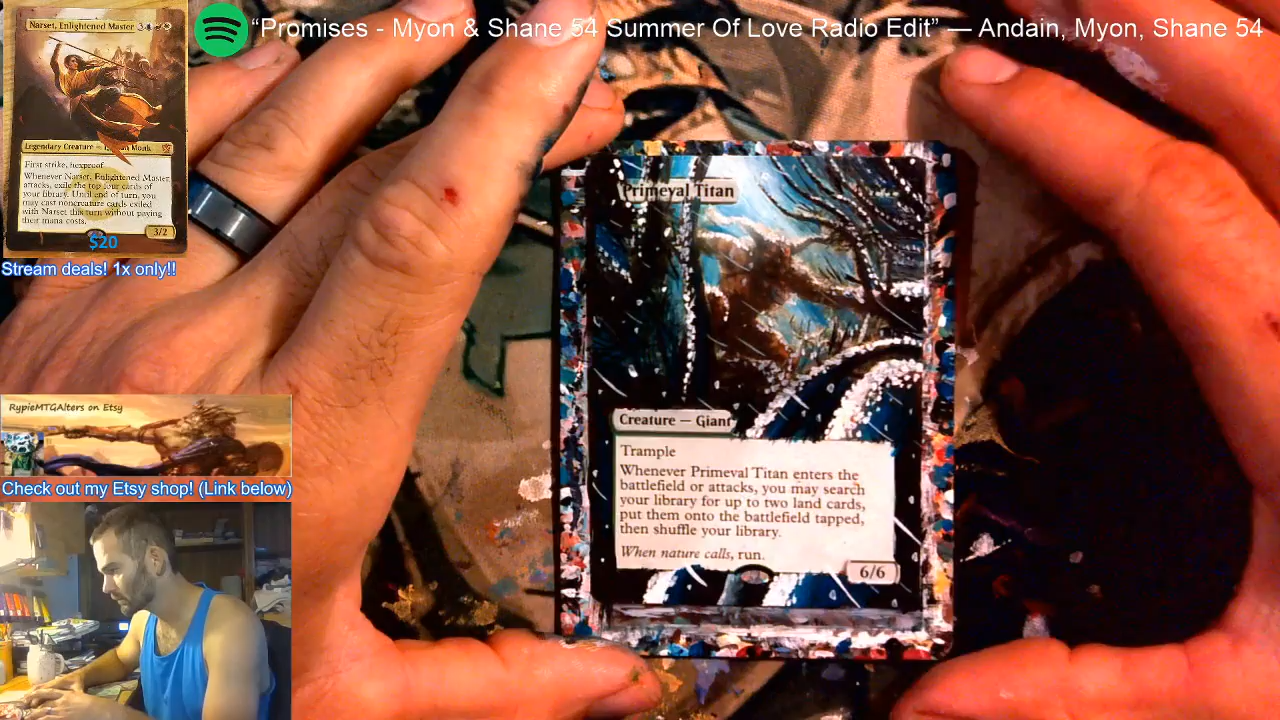 Narset, Enlightened Master
Legendary Creature — Human Monk
First strike, hexproof
Whenever Narset, Enlightened Master
attacks, exile the top four cards of
your library. Until end of turn, you
may cast noncreature cards exiled
with Narset this turn without paying
their mana costs.
3/2
$20
Stream deals! 1x only!!
“Promises - Myon & Shane 54 Summer Of Love Radio Edit” — Andain, Myon, Shane 54
Primeval Titan
Creature — Giant
Trample
Whenever Primeval Titan enters the
battlefield or attacks, you may search
your library for up to two land cards,
put them onto the battlefield tapped,
then shuffle your library.
When nature calls, run.
6/6
RypieMTGAlters on Etsy
Check out my Etsy shop! (Link below)